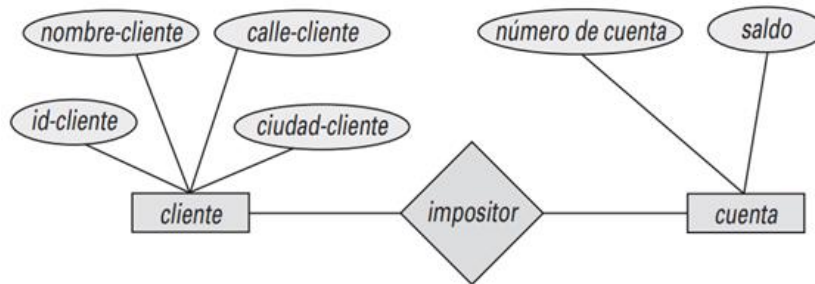 nombre-cliente
calle-cliente
número de cuenta
saldo
id-cliente
ciudad-cliente
cliente
impositor
cuenta